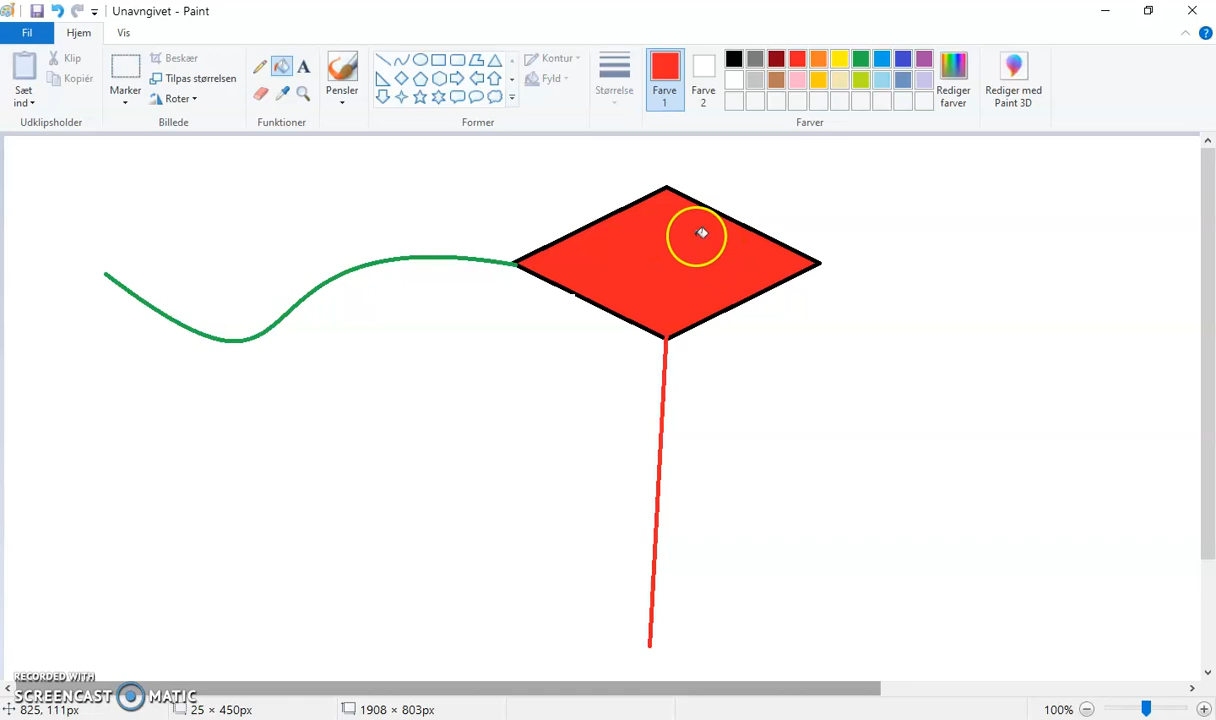 Unavngivet - Paint
Fil Hjem Vis
Sæt ind
Klip
Kopiér
Udklipsholder
Marker
Beskær
Tilpas størrelsen
Roter
Billede
A
Funktioner
Pensler
Kontur
Fyld
Former
Størrelse
Farve 1
Farve 2
Rediger farver
Farver
Rediger med Paint 3D
RECORDED WITH
SCREENCAST MATIC
825, 111px
25 × 450px
1908 × 803px
100%